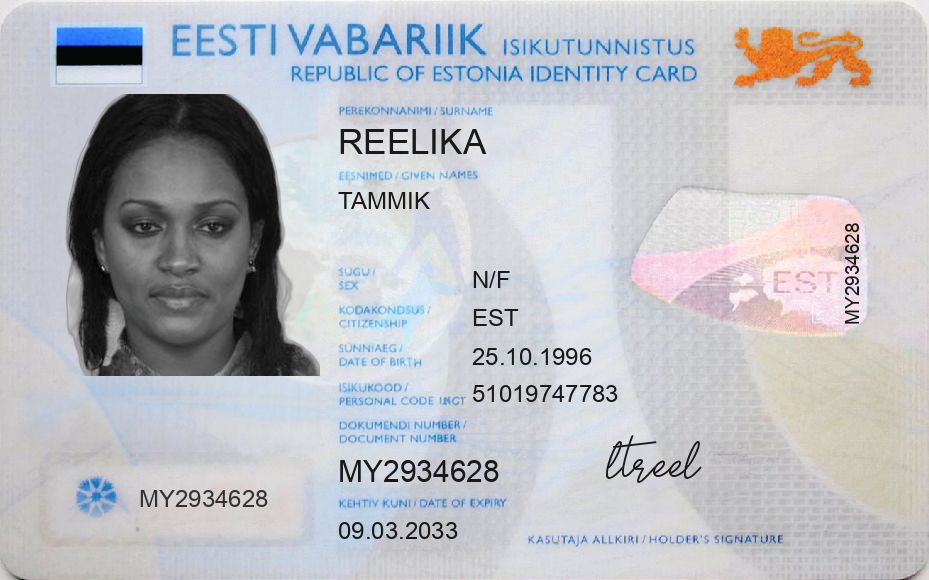 EESTI VABARIIK ISIKUTUNNISTUS
REPUBLIC OF ESTONIA IDENTITY CARD
PEREKONNANIMI / SURNAME
REELIKA
EESNIMED / GIVEN NAMES
TAMMIK
SUGU /
SEX
N/F
KODAKONDSUS /
CITIZENSHIP
EST
SÜNNIAEG /
DATE OF BIRTH
25.10.1996
ISIKUKOOD /
PERSONAL CODE
51019747783
DOKUMENDI NUMBER /
DOCUMENT NUMBER
MY2934628
KEHTIV KUNI / DATE OF EXPIRY
09.03.2033
MY2934628
EST
MY2934628
ltreel
KASUTAJA ALLKIRI / HOLDER'S SIGNATURE